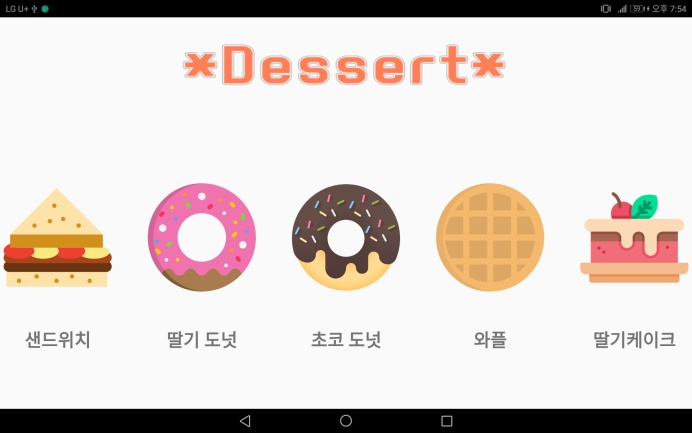 LG U+ 59 오후 7:54
*Dessert*
샌드위치 딸기 도넛 초코 도넛 와플 딸기케이크